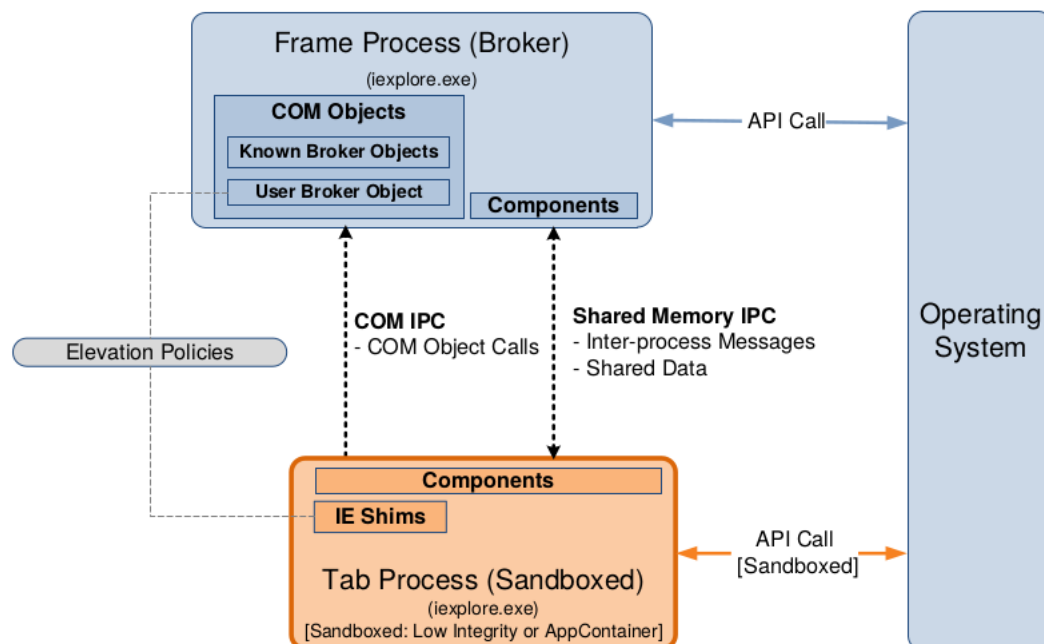 Frame Process (Broker)
(iexplore.exe)
COM Objects
Known Broker Objects
User Broker Object
Components
API Call
COM IPC
- COM Object Calls
Shared Memory IPC
- Inter-process Messages
- Shared Data
Elevation Policies
Operating
System
Components
IE Shims
Tab Process (Sandboxed)
(iexplore.exe)
[Sandboxed: Low Integrity or AppContainer]
API Call
[Sandboxed]